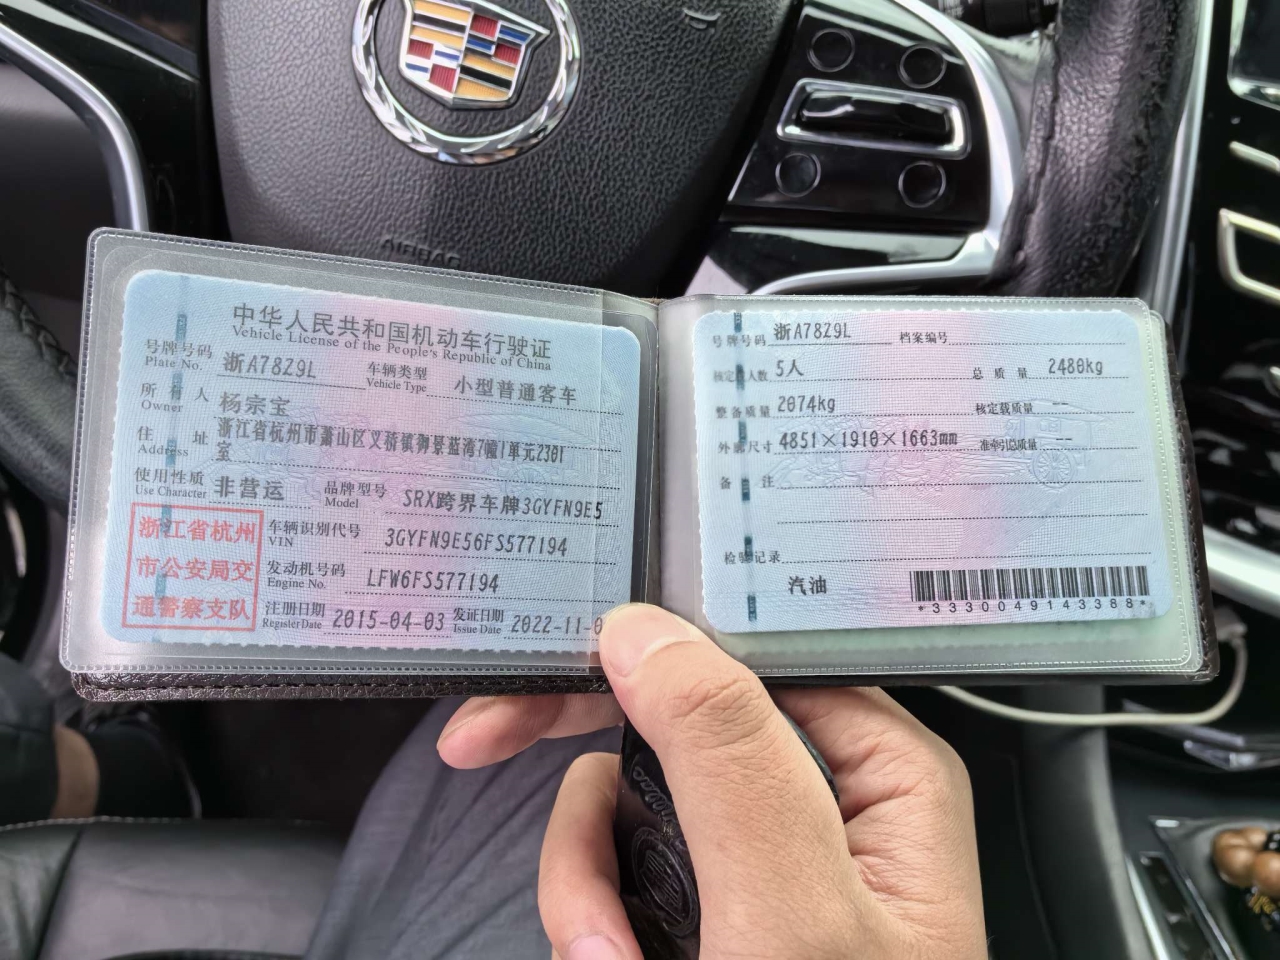 AIRBAG
中华人民共和国机动车行驶证
Vehicle License of the People's Republic of China
号牌号码 浙A78Z9L 车辆类型 小型普通客车
Plate No. Vehicle Type
所有人 杨宗宝
Owner
住址 浙江省杭州市萧山区义桥镇御景蓝湾7幢1单元2301
Address 室
使用性质 非营运 品牌型号 SRX跨界车牌3GYFN9E5
Use Character Model
浙江省杭州
市公安局交
通警察支队
车辆识别代号 3GYFN9E56FS577194
VIN
发动机号码 LFW6FS577194
Engine No.
注册日期 2015-04-03 发证日期 2022-11-0
Register Date Issue Date
号牌号码 浙A78Z9L 档案编号
核定载人数 5人 总质量 2480kg
整备质量 2074kg 核定载质量 --
外廓尺寸 4851×1910×1663mm 准牵引总质量 --
备注
检验记录
汽油
*3330049143388*